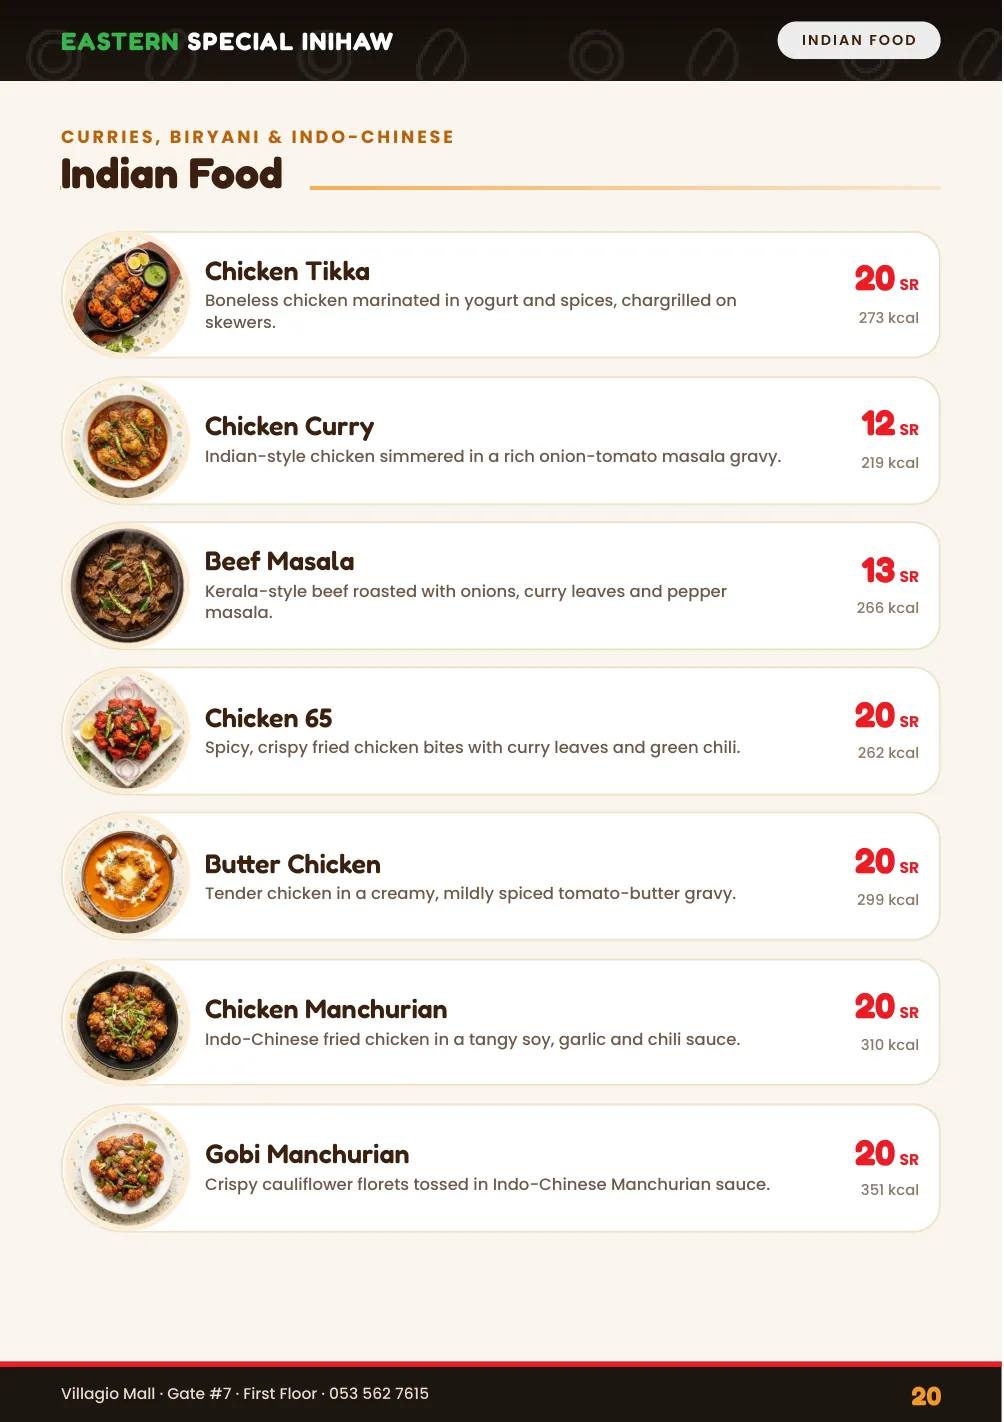 EASTERN SPECIAL INIHAW
INDIAN FOOD
CURRIES, BIRYANI & INDO-CHINESE
Indian Food
Chicken Tikka
Boneless chicken marinated in yogurt and spices, chargrilled on
skewers.
20 SR
273 kcal
Chicken Curry
Indian-style chicken simmered in a rich onion-tomato masala gravy.
12 SR
219 kcal
Beef Masala
Kerala-style beef roasted with onions, curry leaves and pepper
masala.
13 SR
266 kcal
Chicken 65
Spicy, crispy fried chicken bites with curry leaves and green chili.
20 SR
262 kcal
Butter Chicken
Tender chicken in a creamy, mildly spiced tomato-butter gravy.
20 SR
299 kcal
Chicken Manchurian
Indo-Chinese fried chicken in a tangy soy, garlic and chili sauce.
20 SR
310 kcal
Gobi Manchurian
Crispy cauliflower florets tossed in Indo-Chinese Manchurian sauce.
20 SR
351 kcal
Villagio Mall · Gate #7 · First Floor · 053 562 7615
20